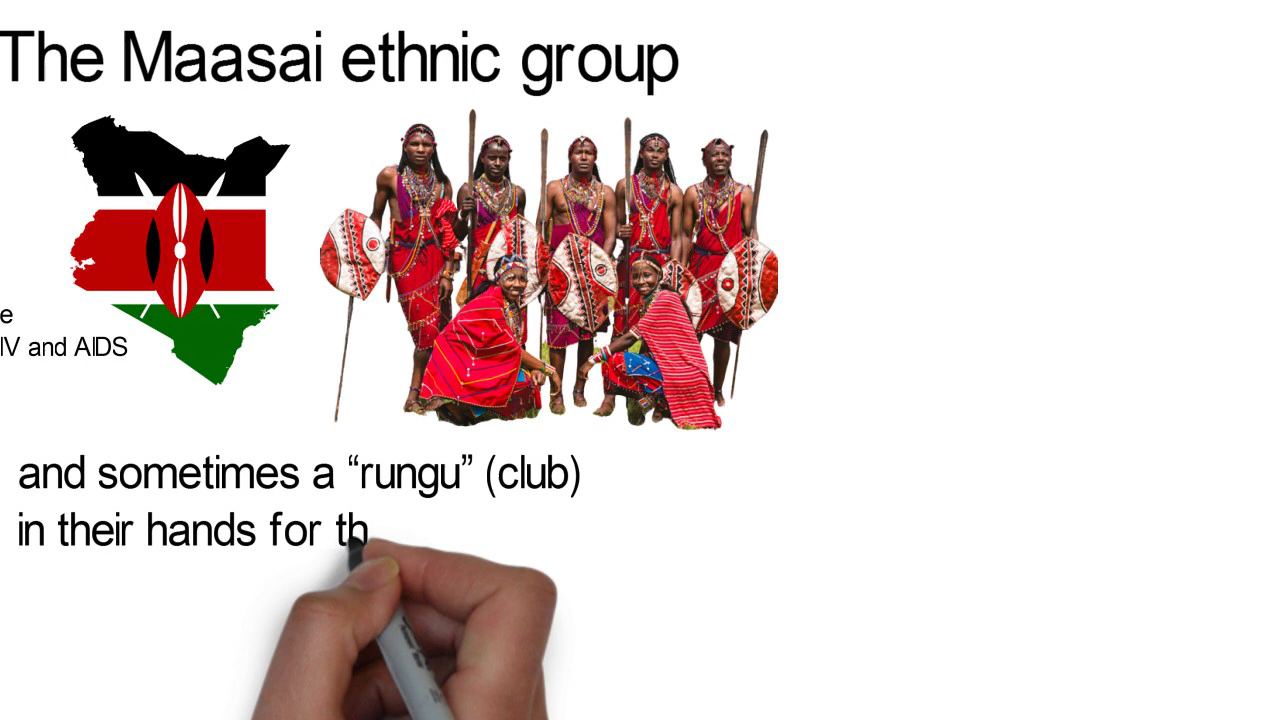 The Maasai ethnic group
e
IV and AIDS
and sometimes a “rungu” (club)
in their hands for th